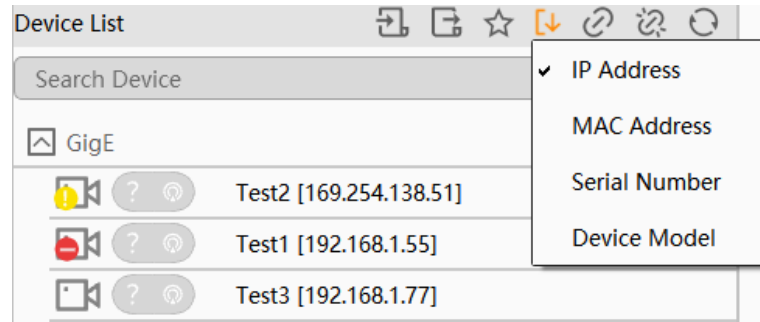 Device List
Search Device
IP Address
MAC Address
Serial Number
Device Model
GigE
Test2 [169.254.138.51]
Test1 [192.168.1.55]
Test3 [192.168.1.77]